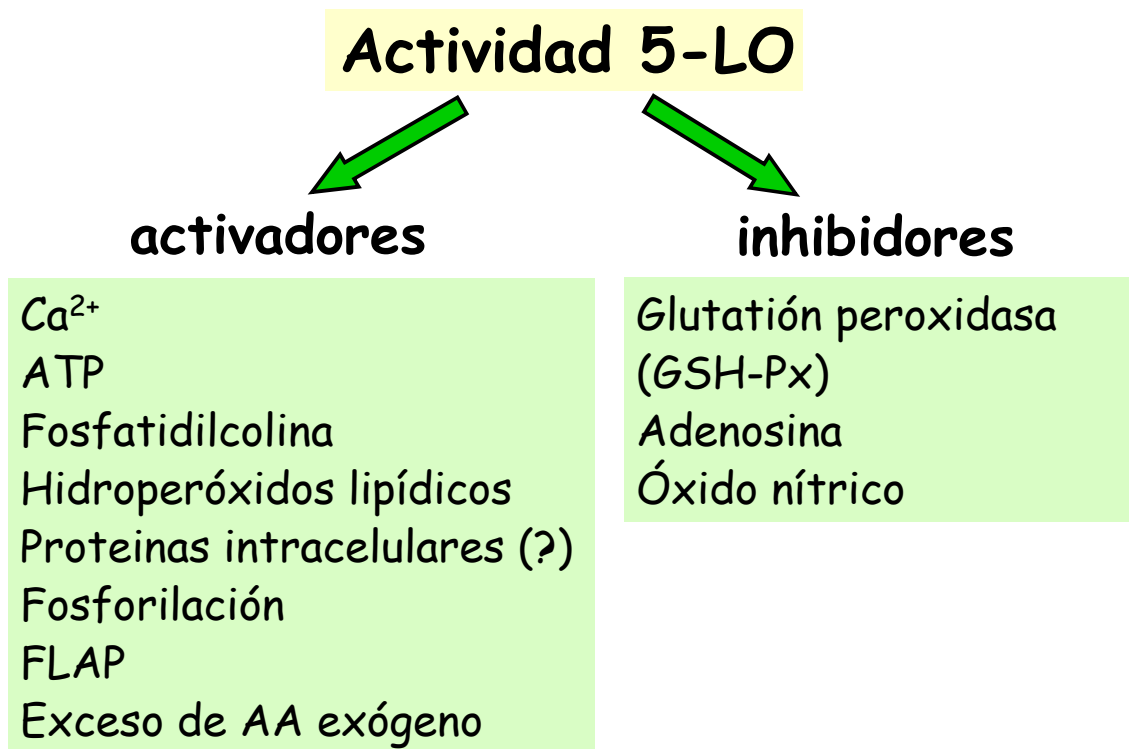 Actividad 5-LO
activadores
Ca²⁺
ATP
Fosfatidilcolina
Hidroperóxidos lipídicos
Proteinas intracelulares (?)
Fosforilación
FLAP
Exceso de AA exógeno
inhibidores
Glutatión peroxidasa
(GSH-Px)
Adenosina
Óxido nítrico